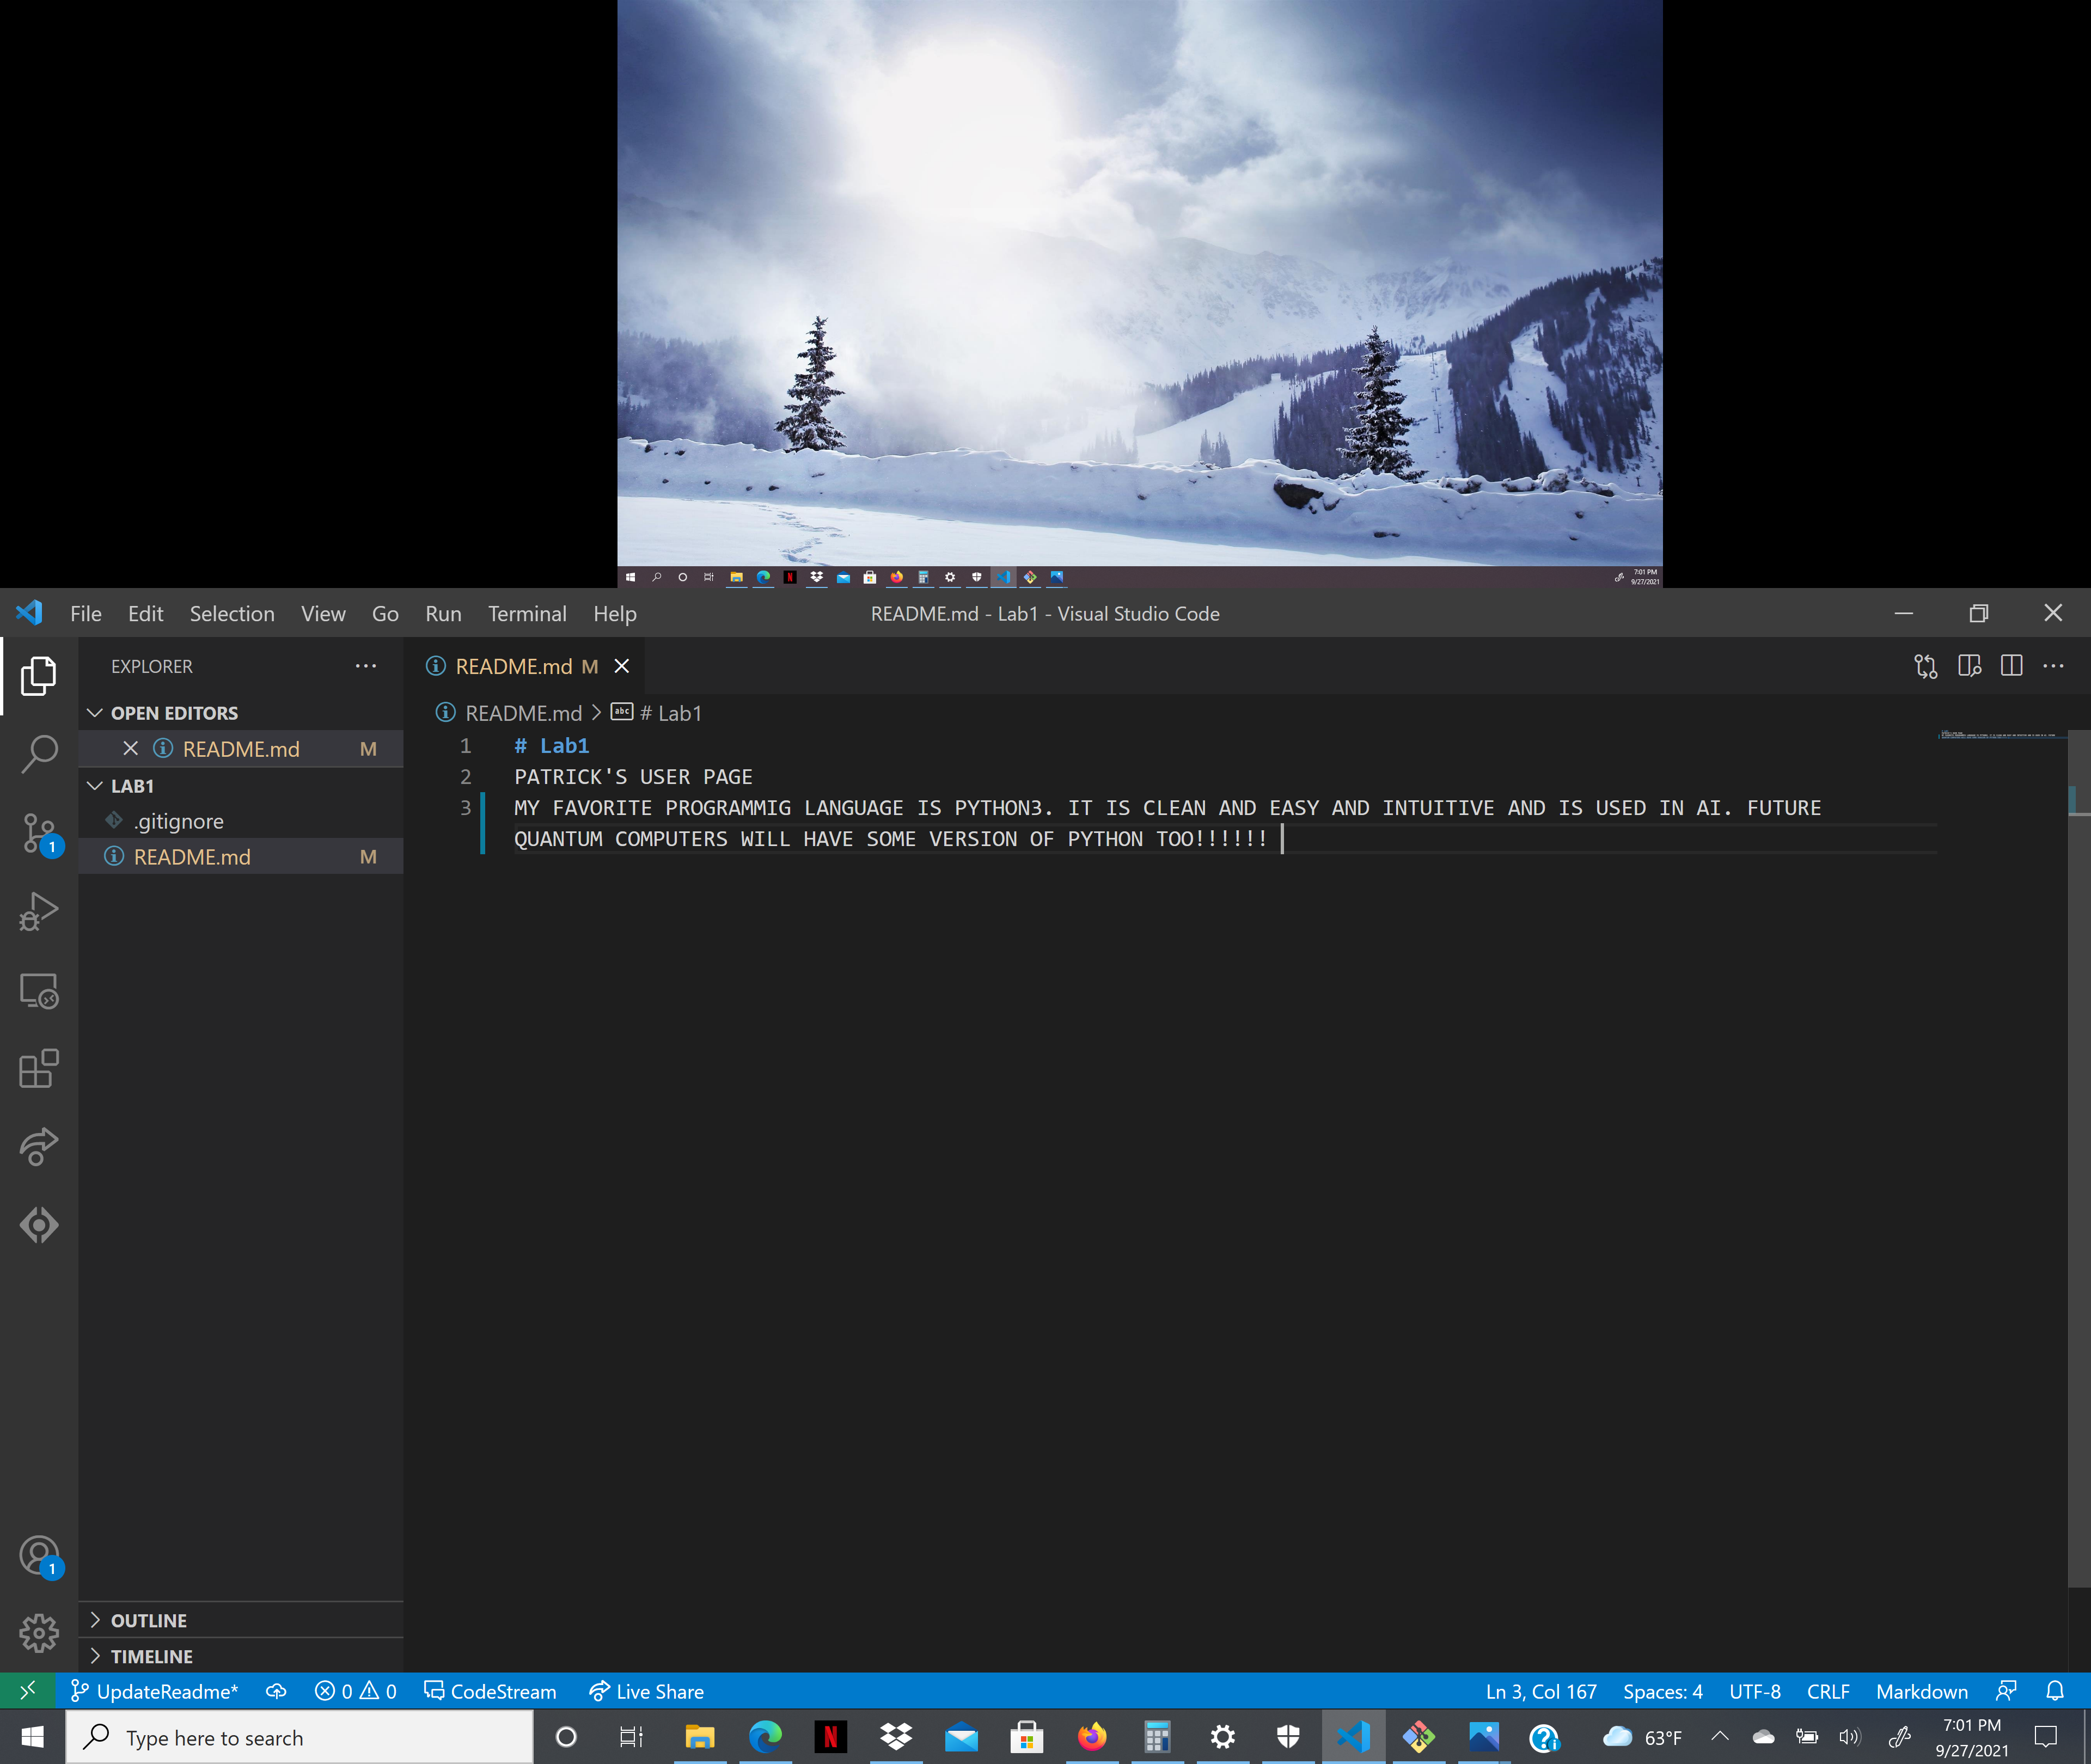 7:01 PM
9/27/2021
File Edit Selection View Go Run Terminal Help README.md - Lab1 - Visual Studio Code
EXPLORER
README.md M
OPEN EDITORS
README.md > # Lab1
README.md M
1 # Lab1
2 PATRICK'S USER PAGE
LAB1
3 MY FAVORITE PROGRAMMIG LANGUAGE IS PYTHON3. IT IS CLEAN AND EASY AND INTUITIVE AND IS USED IN AI. FUTURE
.gitignore
QUANTUM COMPUTERS WILL HAVE SOME VERSION OF PYTHON TOO!!!!!!
README.md M
1
1
OUTLINE
TIMELINE
UpdateReadme* 0 0 CodeStream Live Share Ln 3, Col 167 Spaces: 4 UTF-8 CRLF Markdown
Type here to search 63°F 7:01 PM
9/27/2021